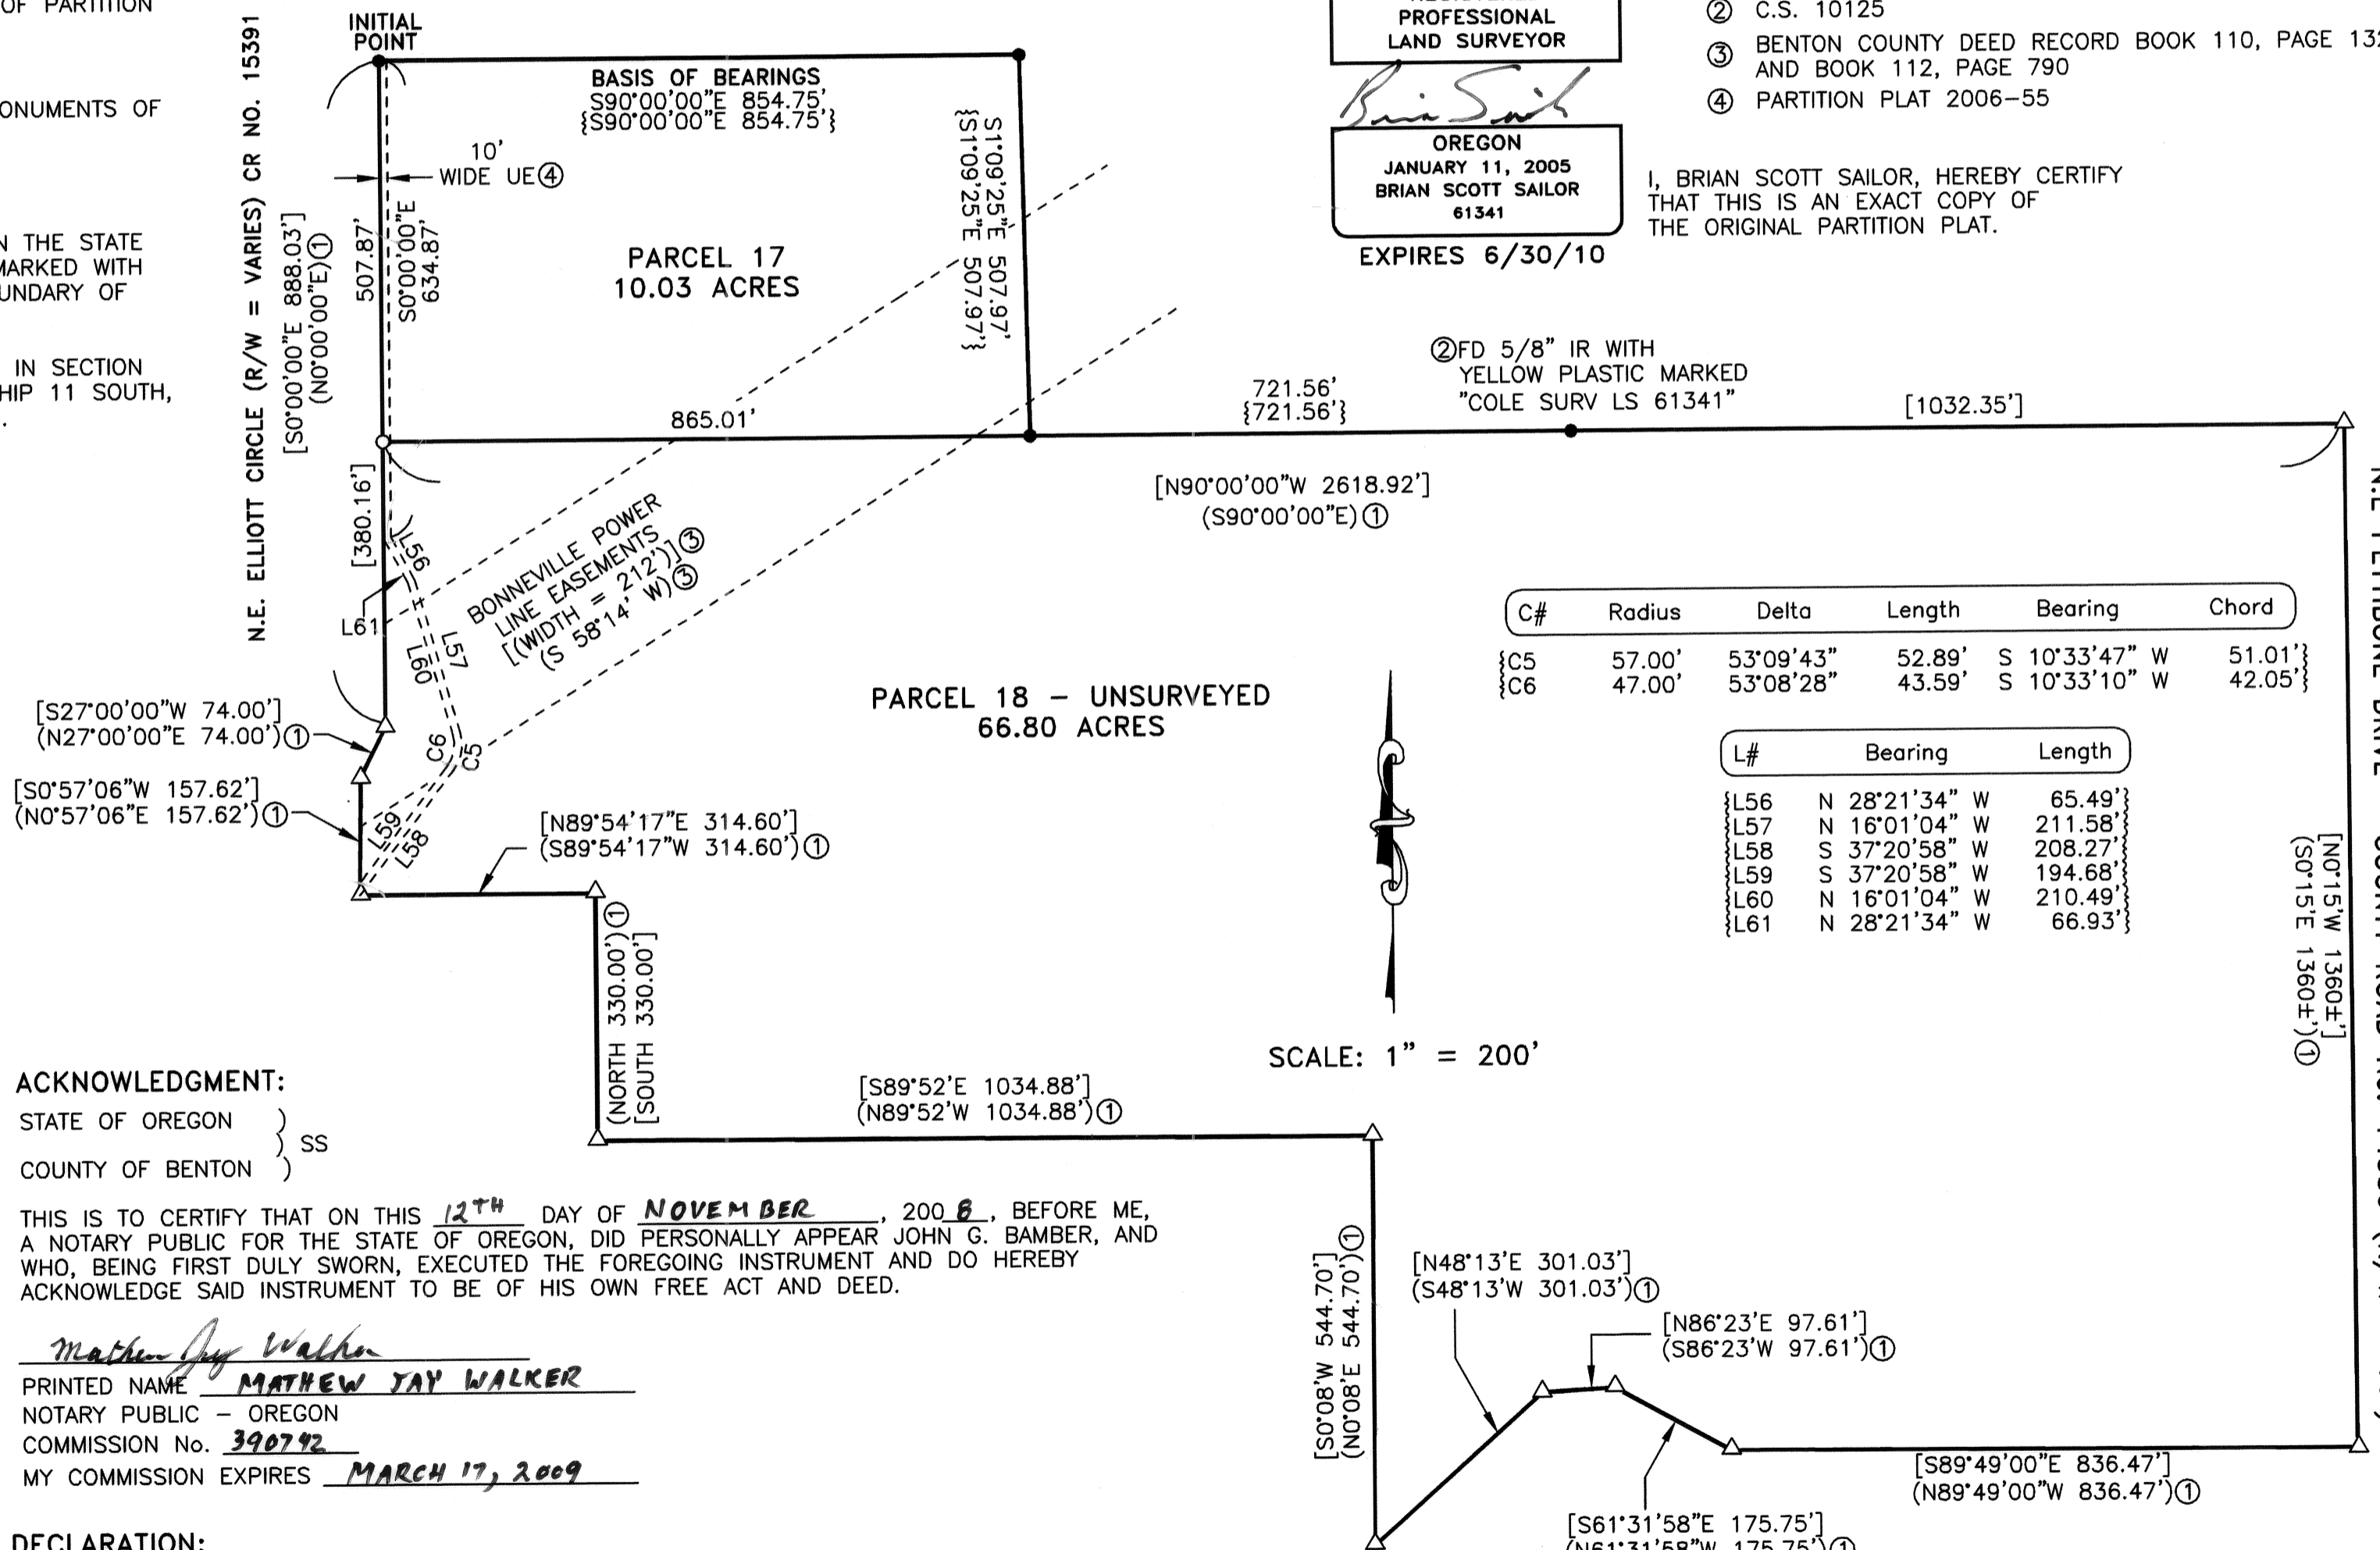 OF PARTITION
ONUMENTS OF
N THE STATE
MARKED WITH
UNDARY OF
IN SECTION
HIP 11 SOUTH,
.
INITIAL
POINT
BASIS OF BEARINGS
S90°00'00"E 854.75'
{S90°00'00"E 854.75'}
10'
WIDE UE④
N.E. ELLIOTT CIRCLE (R/W = VARIES) CR NO. 15391
[S0°00'00"E 888.03']
(N0°00'00"E)①
507.87'
S0°00'00"E
634.87'
PARCEL 17
10.03 ACRES
S1°09'25"E 507.97'
{S1°09'25"E 507.97'}
PROFESSIONAL
LAND SURVEYOR
OREGON
JANUARY 11, 2005
BRIAN SCOTT SAILOR
61341
EXPIRES 6/30/10
② C.S. 10125
③ BENTON COUNTY DEED RECORD BOOK 110, PAGE 132
AND BOOK 112, PAGE 790
④ PARTITION PLAT 2006-55
I, BRIAN SCOTT SAILOR, HEREBY CERTIFY
THAT THIS IS AN EXACT COPY OF
THE ORIGINAL PARTITION PLAT.
②FD 5/8" IR WITH
YELLOW PLASTIC MARKED
"COLE SURV LS 61341"
865.01'
721.56'
{721.56'}
[1032.35']
[N90°00'00"W 2618.92']
(S90°00'00"E)①
[380.16']
L56
L61
L57
L60
BONNEVILLE POWER
LINE EASEMENTS
[(WIDTH = 212')]③
(S 58°14' W)③
C6
C5
L59
L58
[S27°00'00"W 74.00']
(N27°00'00"E 74.00')①
[S0°57'06"W 157.62']
(N0°57'06"E 157.62')①
[N89°54'17"E 314.60']
(S89°54'17"W 314.60')①
PARCEL 18 - UNSURVEYED
66.80 ACRES
C# Radius Delta Length Bearing Chord
{C5 57.00' 53°09'43" 52.89' S 10°33'47" W 51.01'}
{C6 47.00' 53°08'28" 43.59' S 10°33'10" W 42.05'}
L# Bearing Length
{L56 N 28°21'34" W 65.49'}
{L57 N 16°01'04" W 211.58'}
{L58 S 37°20'58" W 208.27'}
{L59 S 37°20'58" W 194.68'}
{L60 N 16°01'04" W 210.49'}
{L61 N 28°21'34" W 66.93'}
[N0°15'W 1360±']
(S0°15'E 1360±')①
(NORTH 330.00')①
[SOUTH 330.00']
SCALE: 1" = 200'
[S89°52'E 1034.88']
(N89°52'W 1034.88')①
[S0°08'W 544.70']
(N0°08'E 544.70')①
[N48°13'E 301.03']
(S48°13'W 301.03')①
[N86°23'E 97.61']
(S86°23'W 97.61')①
[S89°49'00"E 836.47']
(N89°49'00"W 836.47')①
[S61°31'58"E 175.75']
(N61°31'58"W 175.75')①
ACKNOWLEDGMENT:
STATE OF OREGON )
) SS
COUNTY OF BENTON )
THIS IS TO CERTIFY THAT ON THIS 12TH DAY OF NOVEMBER, 2008, BEFORE ME,
A NOTARY PUBLIC FOR THE STATE OF OREGON, DID PERSONALLY APPEAR JOHN G. BAMBER, AND
WHO, BEING FIRST DULY SWORN, EXECUTED THE FOREGOING INSTRUMENT AND DO HEREBY
ACKNOWLEDGE SAID INSTRUMENT TO BE OF HIS OWN FREE ACT AND DEED.
Mathew Jay Walker
PRINTED NAME MATHEW JAY WALKER
NOTARY PUBLIC - OREGON
COMMISSION No. 390792
MY COMMISSION EXPIRES MARCH 17, 2009
DECLARATION: